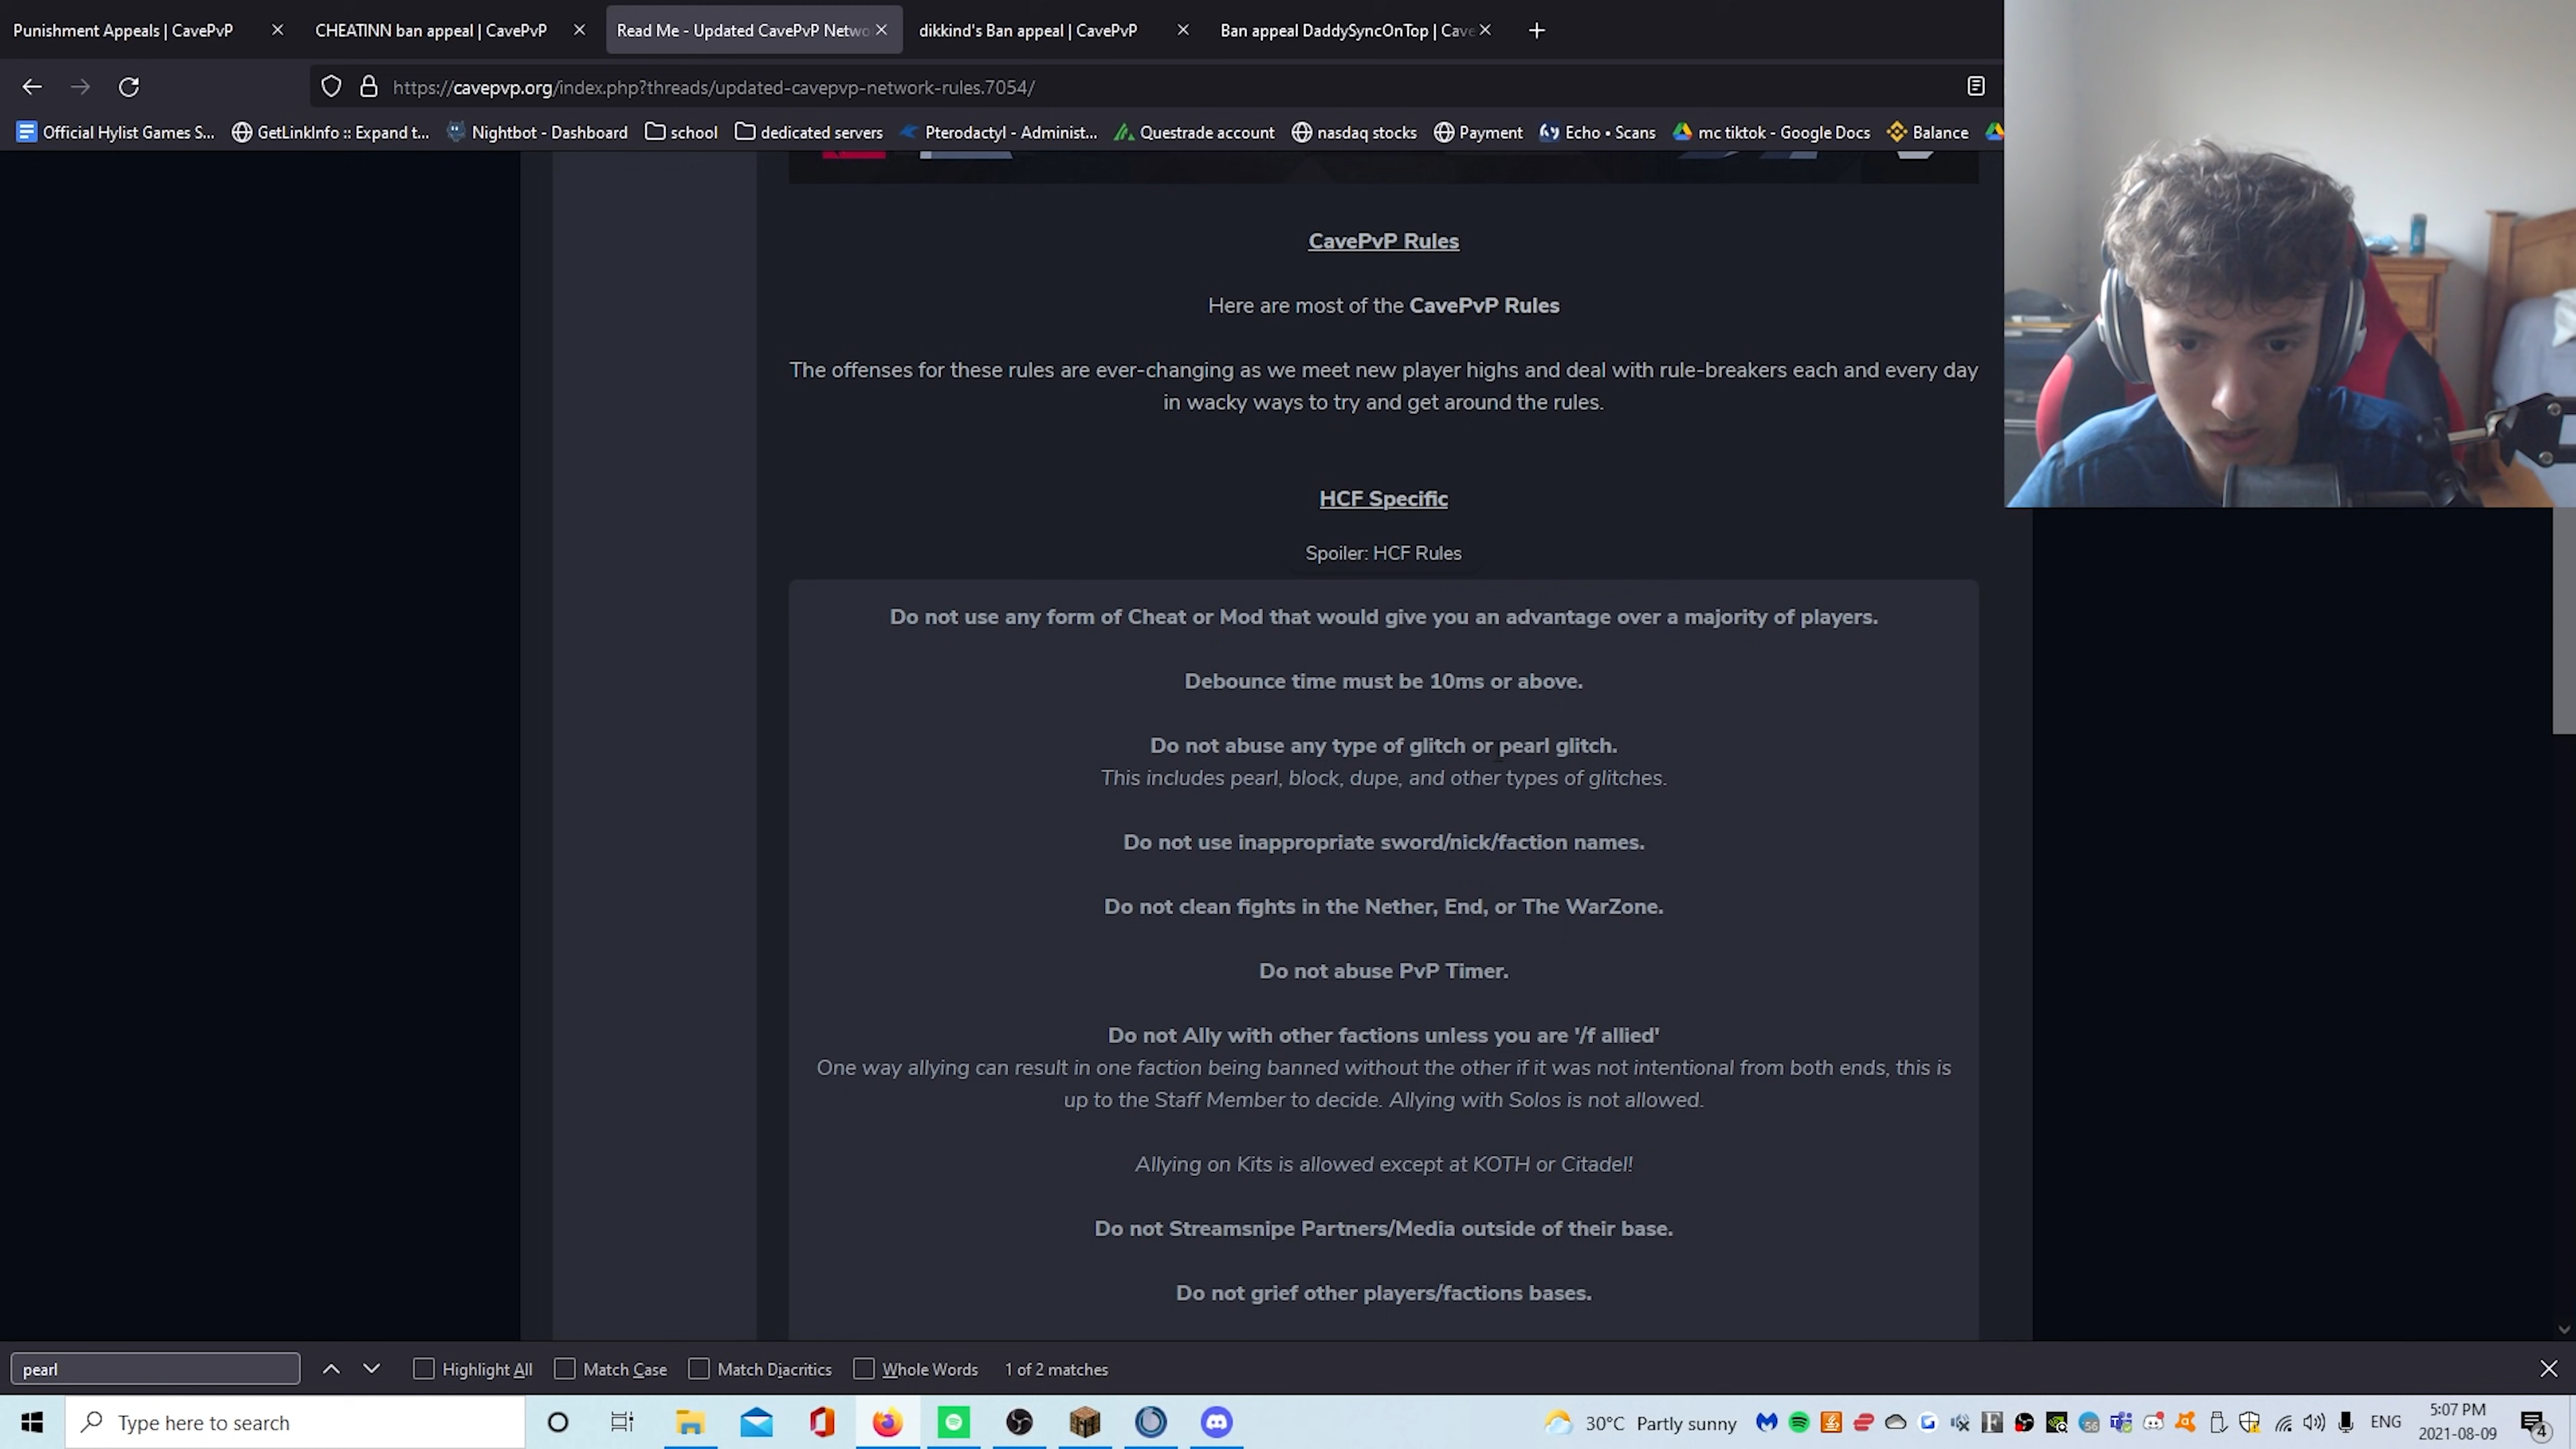 Punishment Appeals | CavePvP
CHEATINN ban appeal | CavePvP
Read Me - Updated CavePvP Netwo
dikkind's Ban appeal | CavePvP
Ban appeal DaddySyncOnTop | Cave
https://cavepvp.org/index.php?threads/updated-cavepvp-network-rules.7054/
Official Hylist Games S...
GetLinkInfo :: Expand t...
Nightbot - Dashboard
school
dedicated servers
Pterodactyl - Administ...
Questrade account
nasdaq stocks
Payment
Echo • Scans
mc tiktok - Google Docs
Balance
CavePvP Rules
Here are most of the CavePvP Rules
The offenses for these rules are ever-changing as we meet new player highs and deal with rule-breakers each and every day
in wacky ways to try and get around the rules.
HCF Specific
Spoiler: HCF Rules
Do not use any form of Cheat or Mod that would give you an advantage over a majority of players.
Debounce time must be 10ms or above.
Do not abuse any type of glitch or pearl glitch.
This includes pearl, block, dupe, and other types of glitches.
Do not use inappropriate sword/nick/faction names.
Do not clean fights in the Nether, End, or The WarZone.
Do not abuse PvP Timer.
Do not Ally with other factions unless you are '/f allied'
One way allying can result in one faction being banned without the other if it was not intentional from both ends, this is
up to the Staff Member to decide. Allying with Solos is not allowed.
Allying on Kits is allowed except at KOTH or Citadel!
Do not Streamsnipe Partners/Media outside of their base.
Do not grief other players/factions bases.
pearl
Highlight All
Match Case
Match Diacritics
Whole Words
1 of 2 matches
Type here to search
30°C Partly sunny
56
ENG
5:07 PM
2021-08-09
4